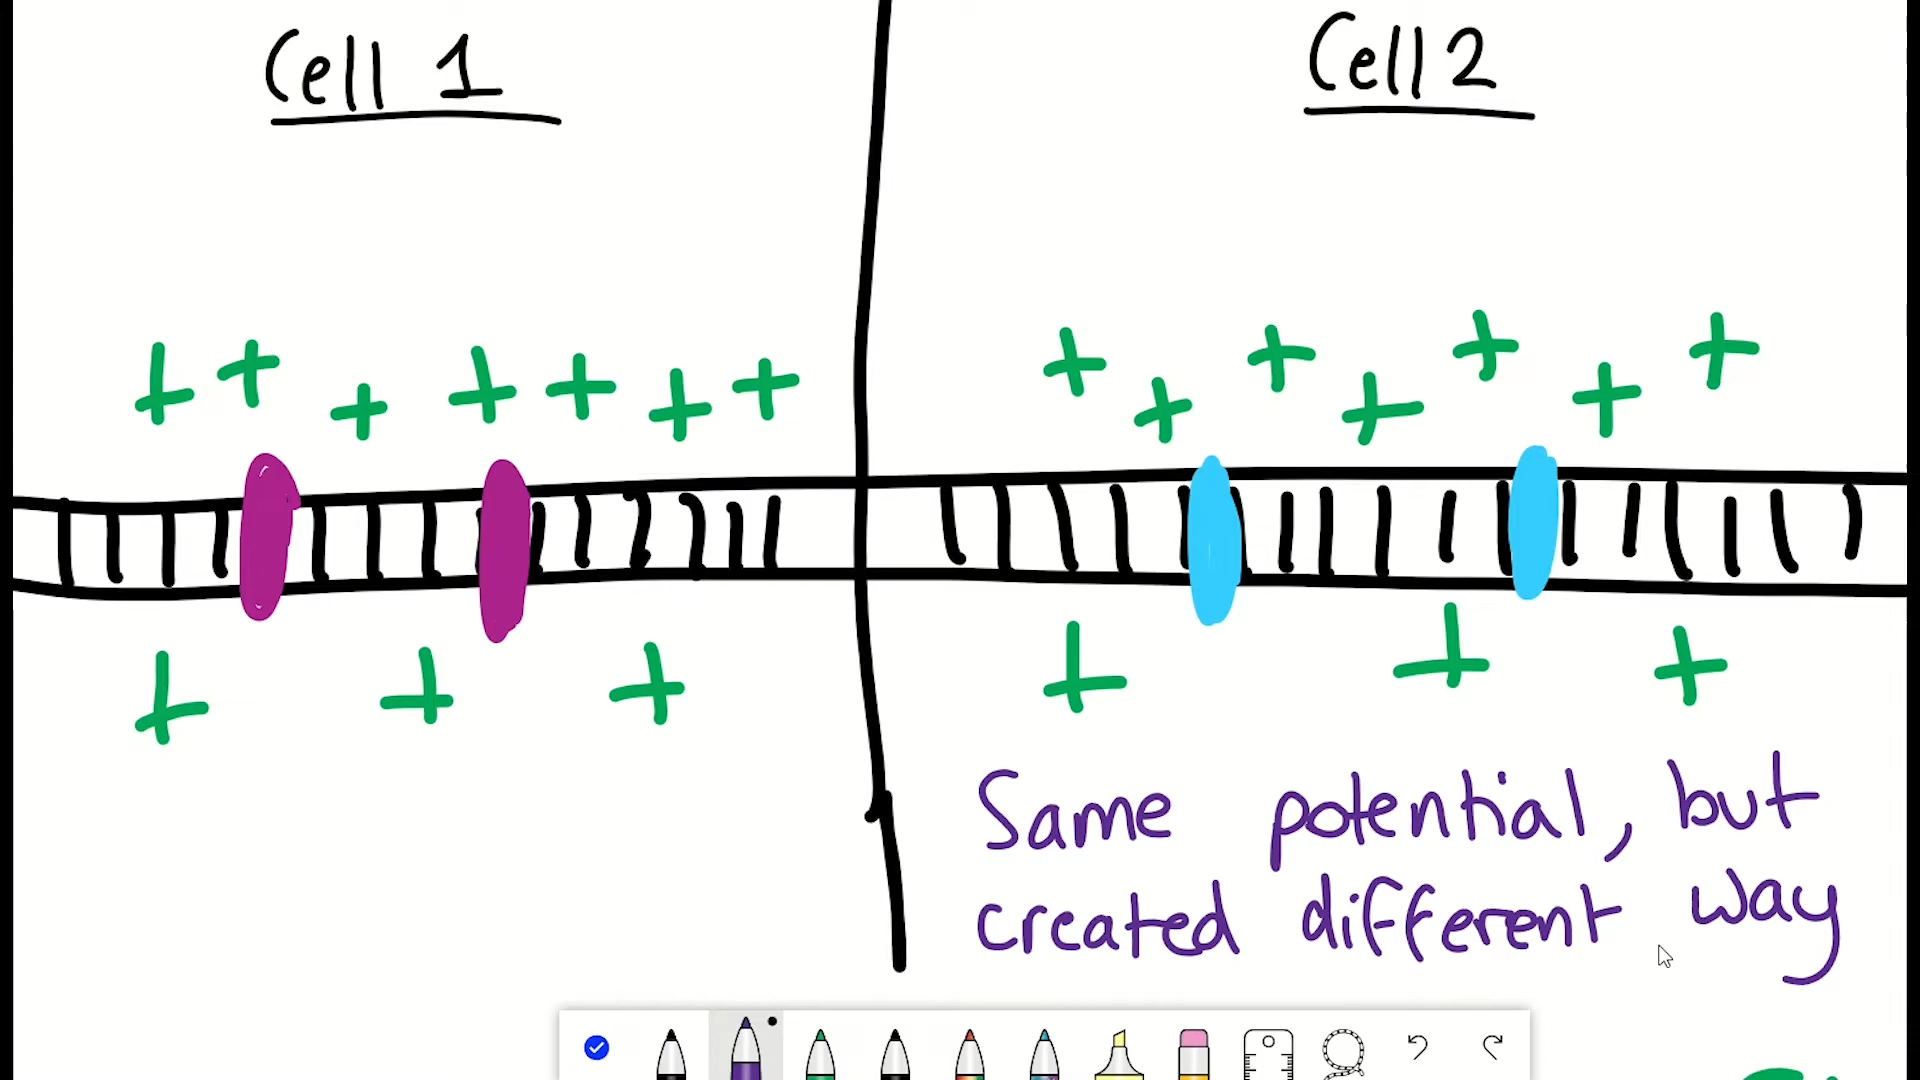 Cell 1
Cell 2
Same potential, but
created different way